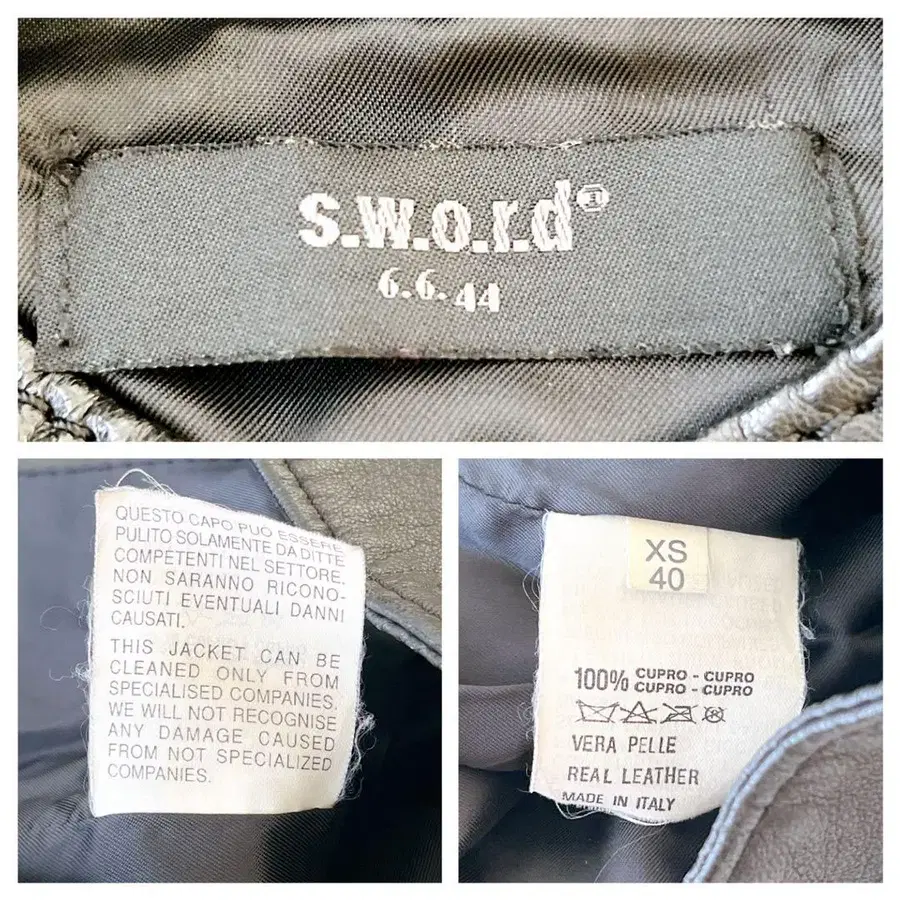 s.w.o.r.d®
6.6.44
QUESTO CAPO PUO ESSERE
PULITO SOLAMENTE DA DITTE
COMPETENTI NEL SETTORE.
NON SARANNO RICONO-
SCIUTI EVENTUALI DANNI
CAUSATI.
THIS JACKET CAN BE
CLEANED ONLY FROM
SPECIALISED COMPANIES.
WE WILL NOT RECOGNISE
ANY DAMAGE CAUSED
FROM NOT SPECIALIZED
COMPANIES.
XS
40
100% CUPRO - CUPRO
CUPRO - CUPRO
VERA PELLE
REAL LEATHER
MADE IN ITALY